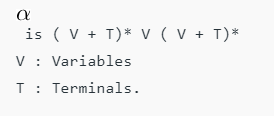 α
is ( V + T)* V ( V + T)*
V : Variables
T : Terminals.